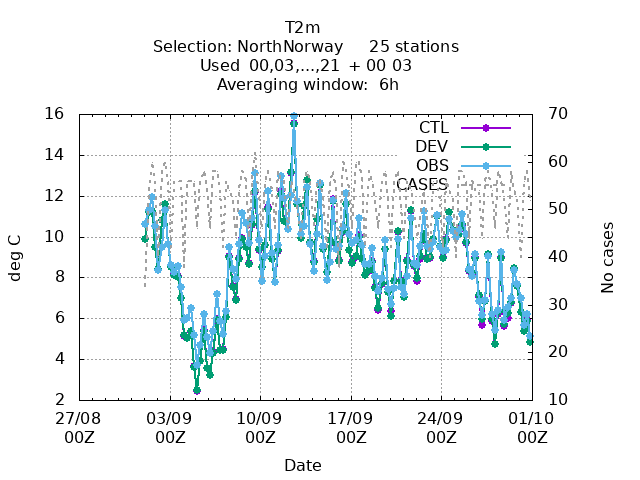 T2m
Selection: NorthNorway 25 stations
Used 00,03,...,21 + 00 03
Averaging window: 6h
16
14
12
10
8
6
4
2
70
60
50
40
30
20
10
CTL
DEV
OBS
CASES
deg C
No cases
27/08 03/09 10/09 17/09 24/09 01/10
00Z 00Z 00Z 00Z 00Z 00Z
Date